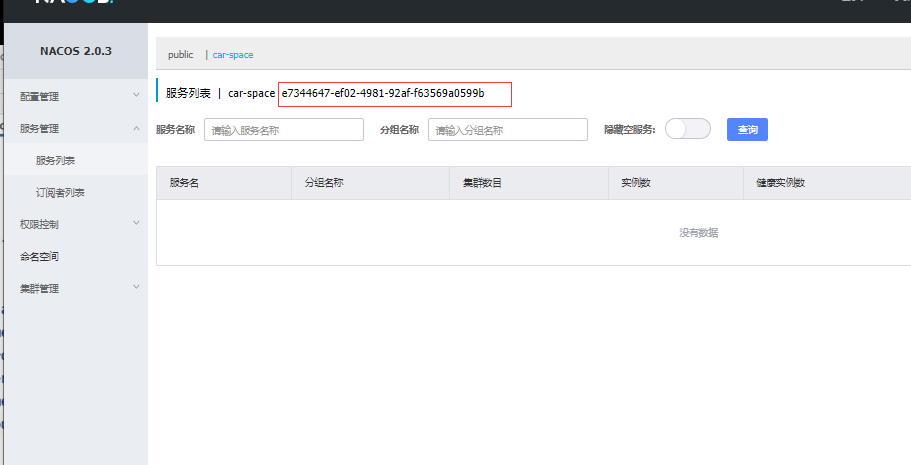 NACOS 2.0.3
配置管理
服务管理
服务列表
订阅者列表
权限控制
命名空间
集群管理
public | car-space
服务列表 | car-space e7344647-ef02-4981-92af-f63569a0599b
服务名称 请输入服务名称 分组名称 请输入分组名称 隐藏空服务: 查询
服务名 分组名称 集群数目 实例数 健康实例数
没有数据